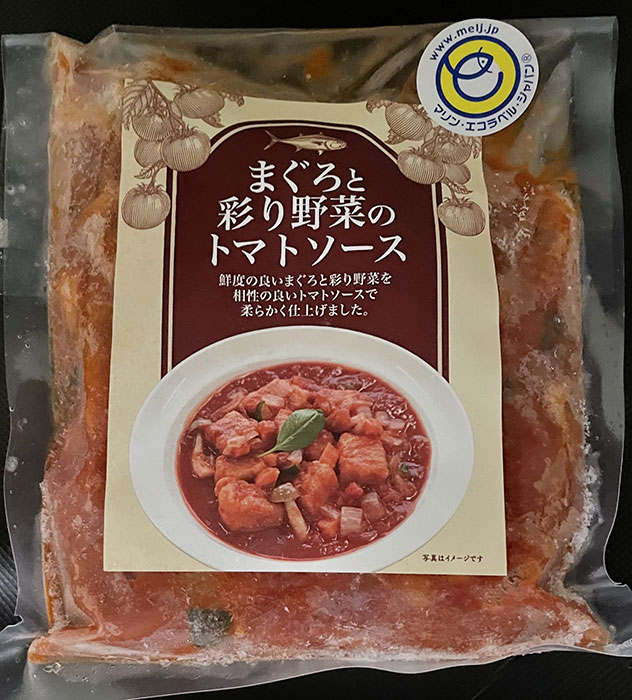 www.melj.jp
マリン・エコラベル・ジャパン®
まぐろと
彩り野菜の
トマトソース
鮮度の良いまぐろと彩り野菜を
相性の良いトマトソースで
柔らかく仕上げました。
写真はイメージです